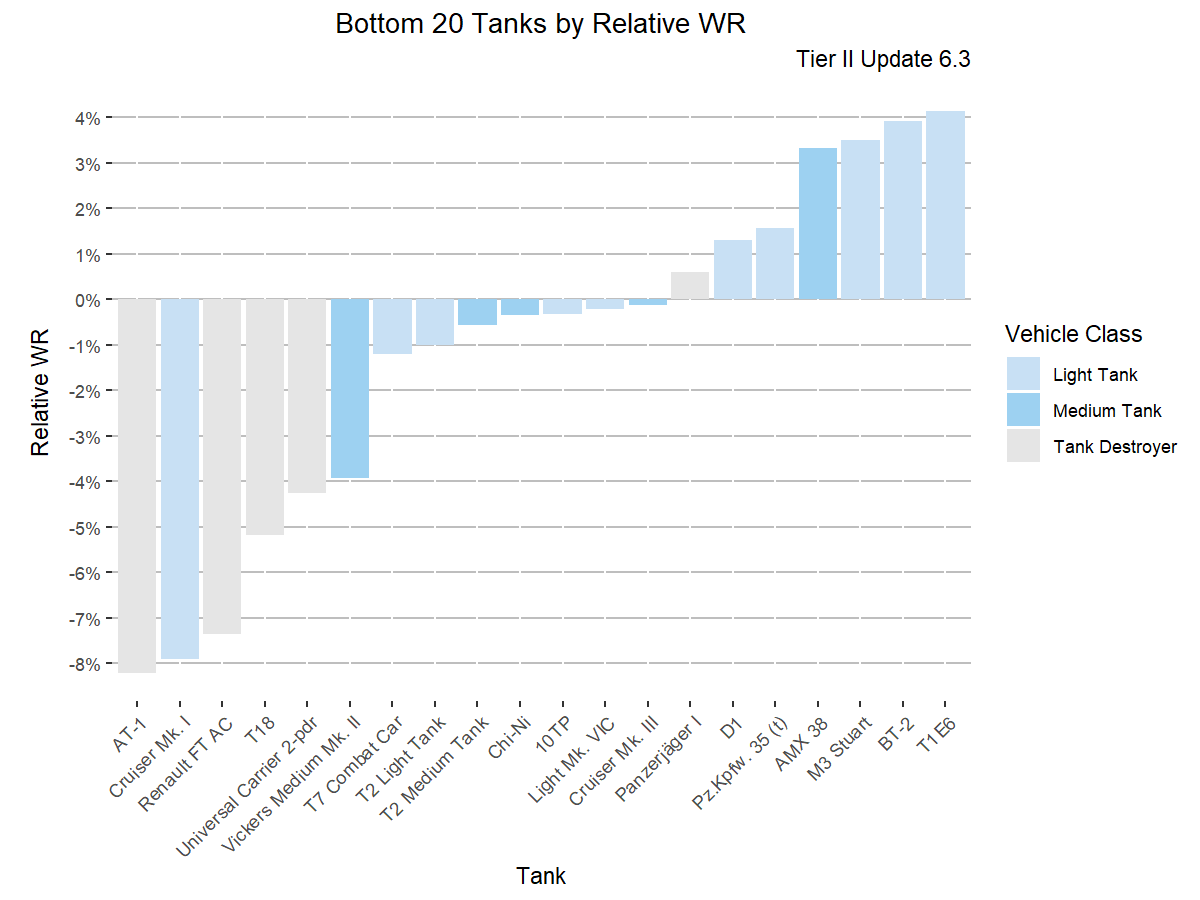 Bottom 20 Tanks by Relative WR
Tier II Update 6.3
4%
3%
2%
1%
0%
-1%
-2%
-3%
-4%
-5%
-6%
-7%
-8%
Relative WR
AT-1
Cruiser Mk. I
Renault FT AC
T18
Universal Carrier 2-pdr
Vickers Medium Mk. II
T7 Combat Car
T2 Light Tank
T2 Medium Tank
Chi-Ni
10TP
Light Mk. VIC
Cruiser Mk. III
Panzerjäger I
D1
Pz.Kpfw. 35 (t)
AMX 38
M3 Stuart
BT-2
T1E6
Tank
Vehicle Class
Light Tank
Medium Tank
Tank Destroyer